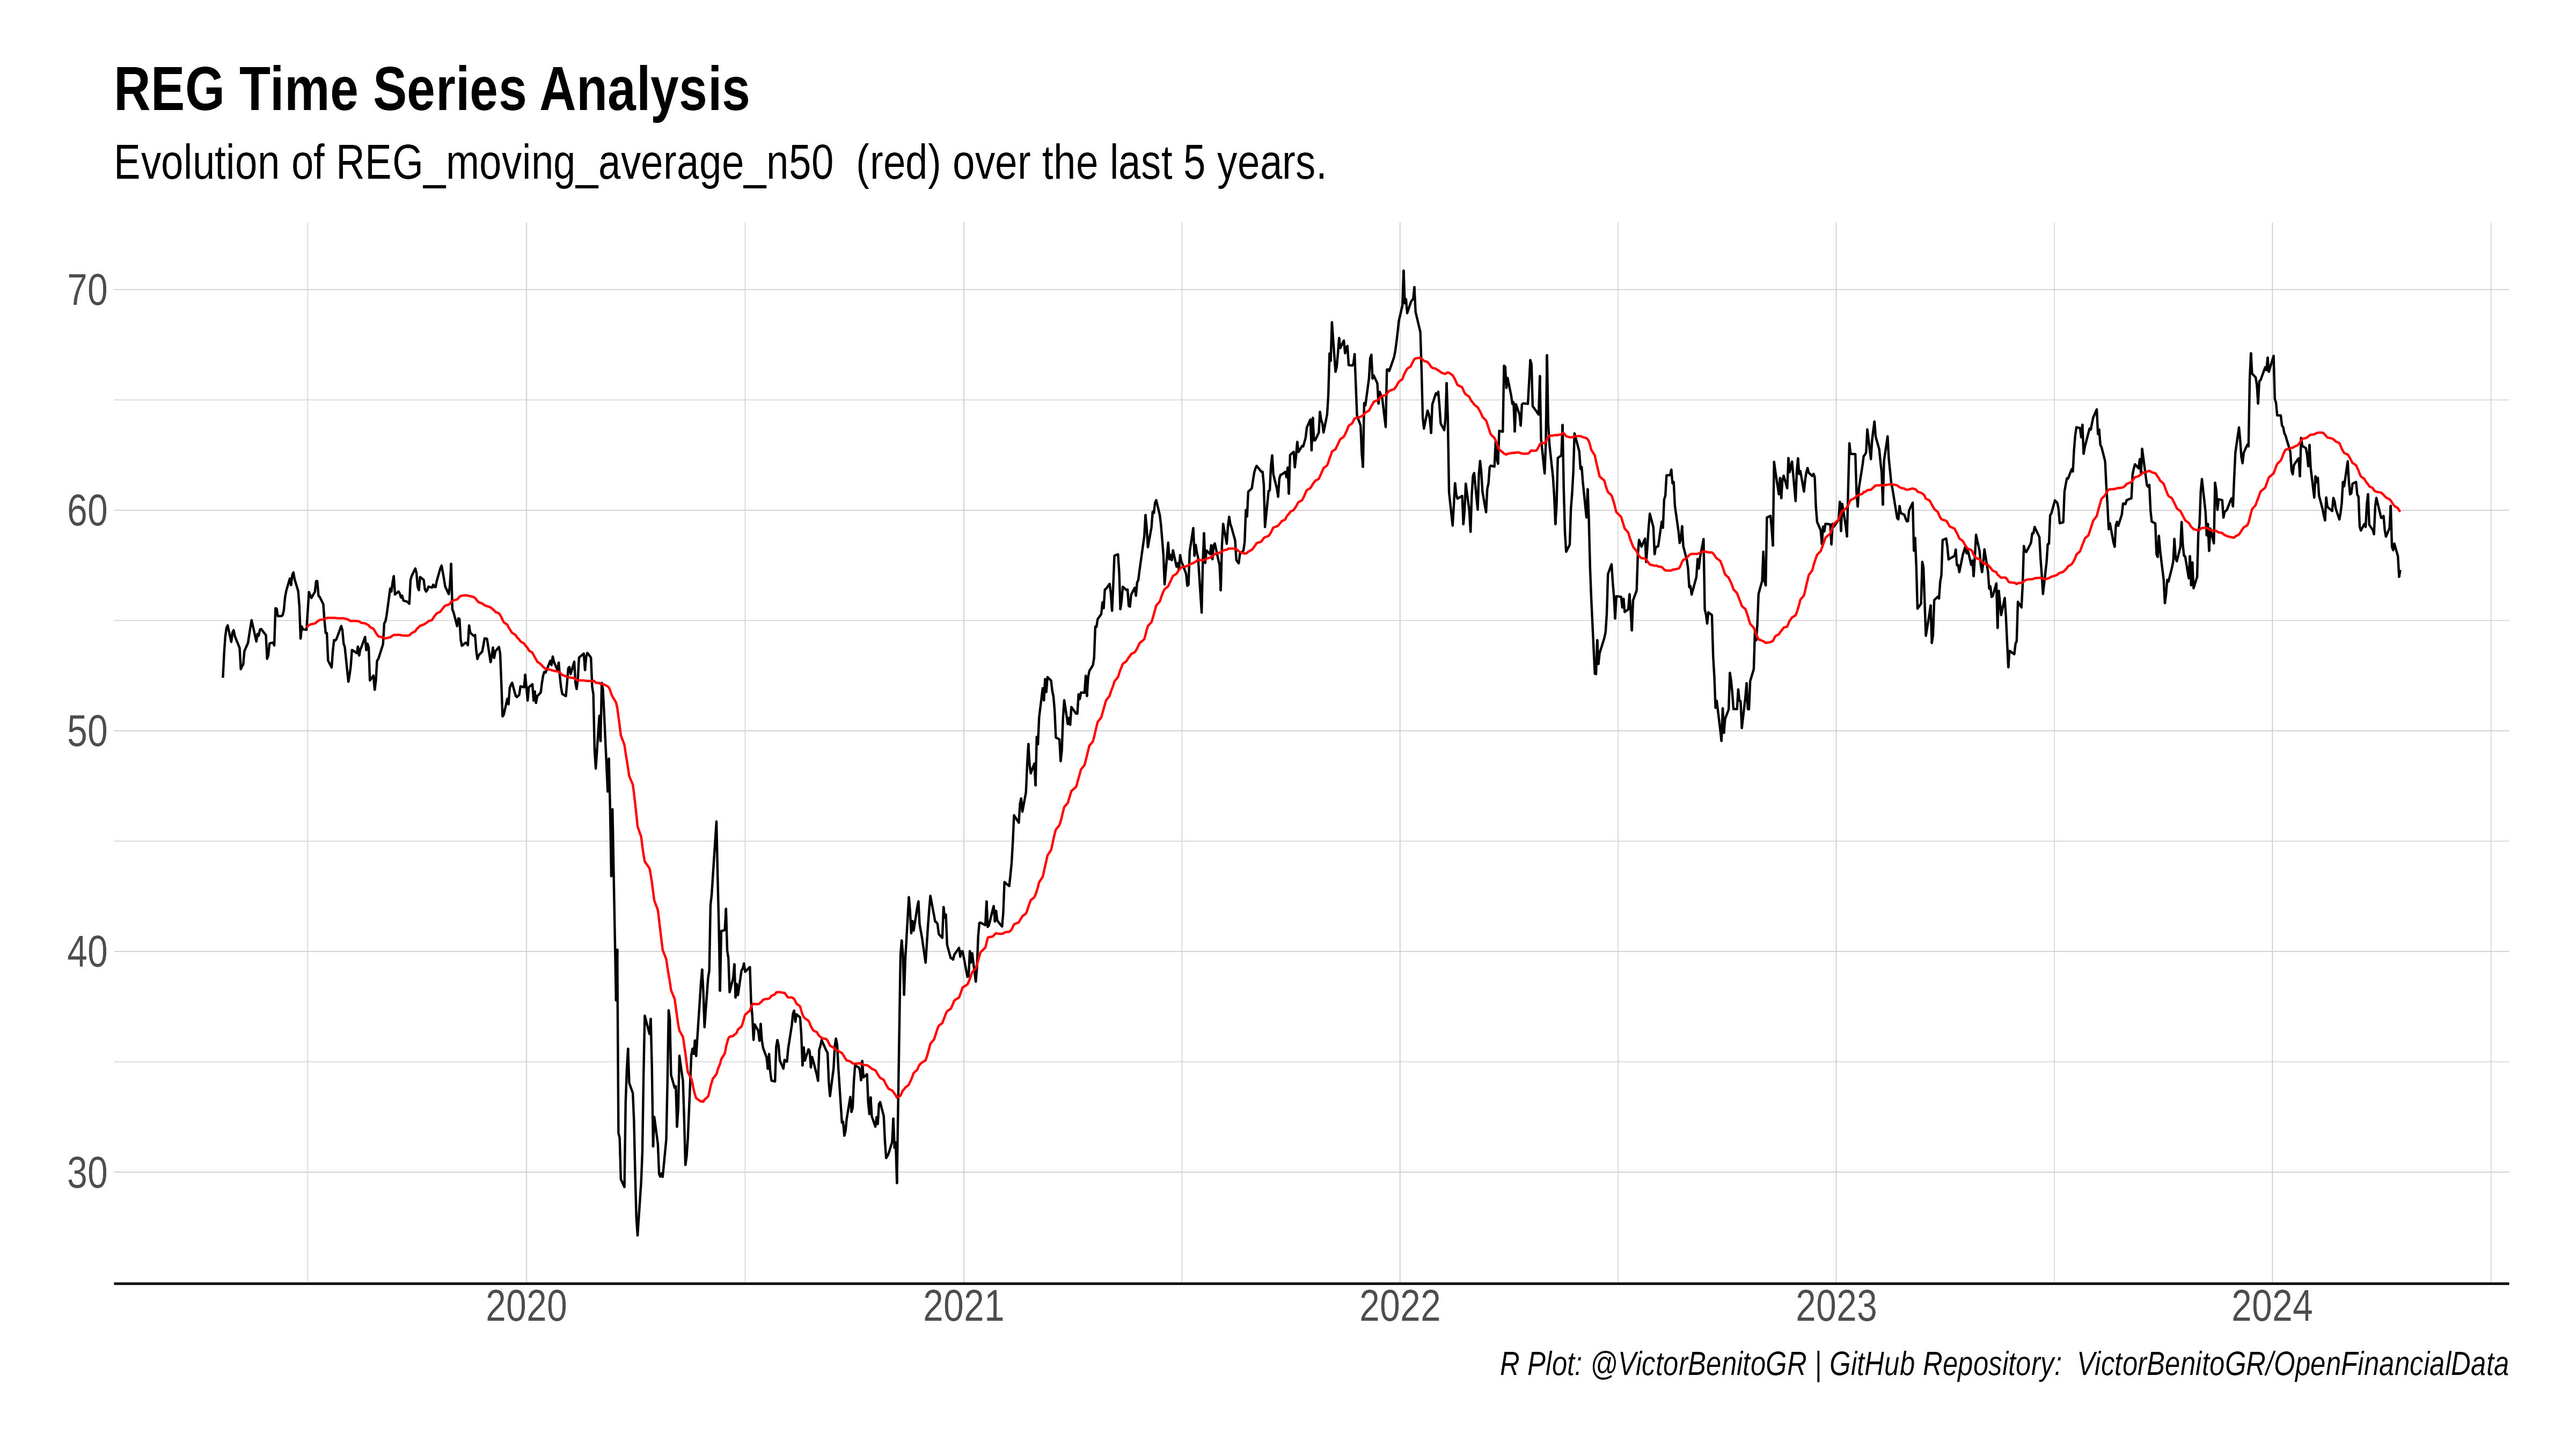 REG Time Series Analysis
Evolution of REG_moving_average_n50  (red) over the last 5 years.
70
60
50
40
30
2020 2021 2022 2023 2024
R Plot: @VictorBenitoGR | GitHub Repository:  VictorBenitoGR/OpenFinancialData